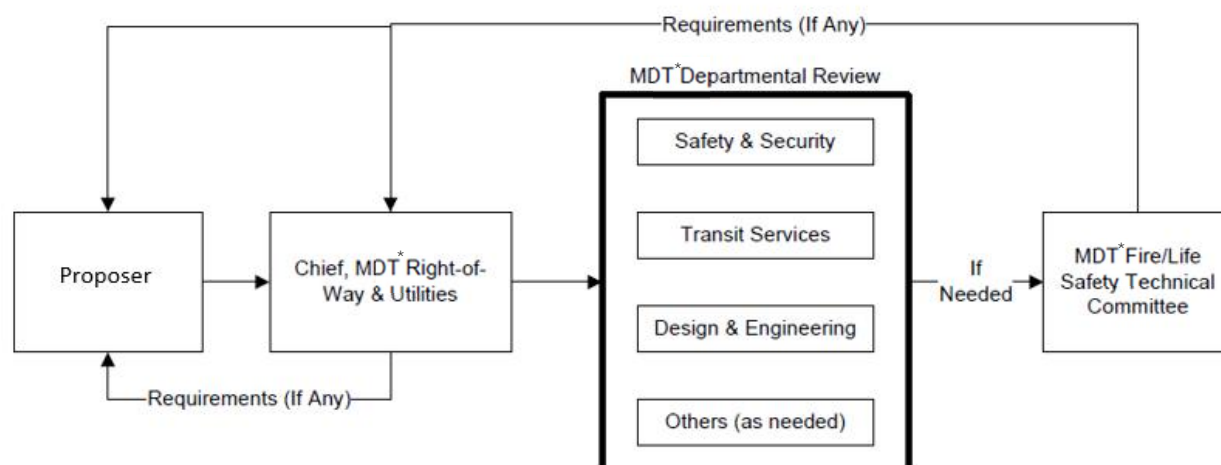 Requirements (If Any)
MDT* Departmental Review
Safety & Security
Proposer
Chief, MDT* Right-of-
Way & Utilities
Transit Services
If
Needed
MDT* Fire/Life
Safety Technical
Committee
Design & Engineering
Requirements (If Any)
Others (as needed)